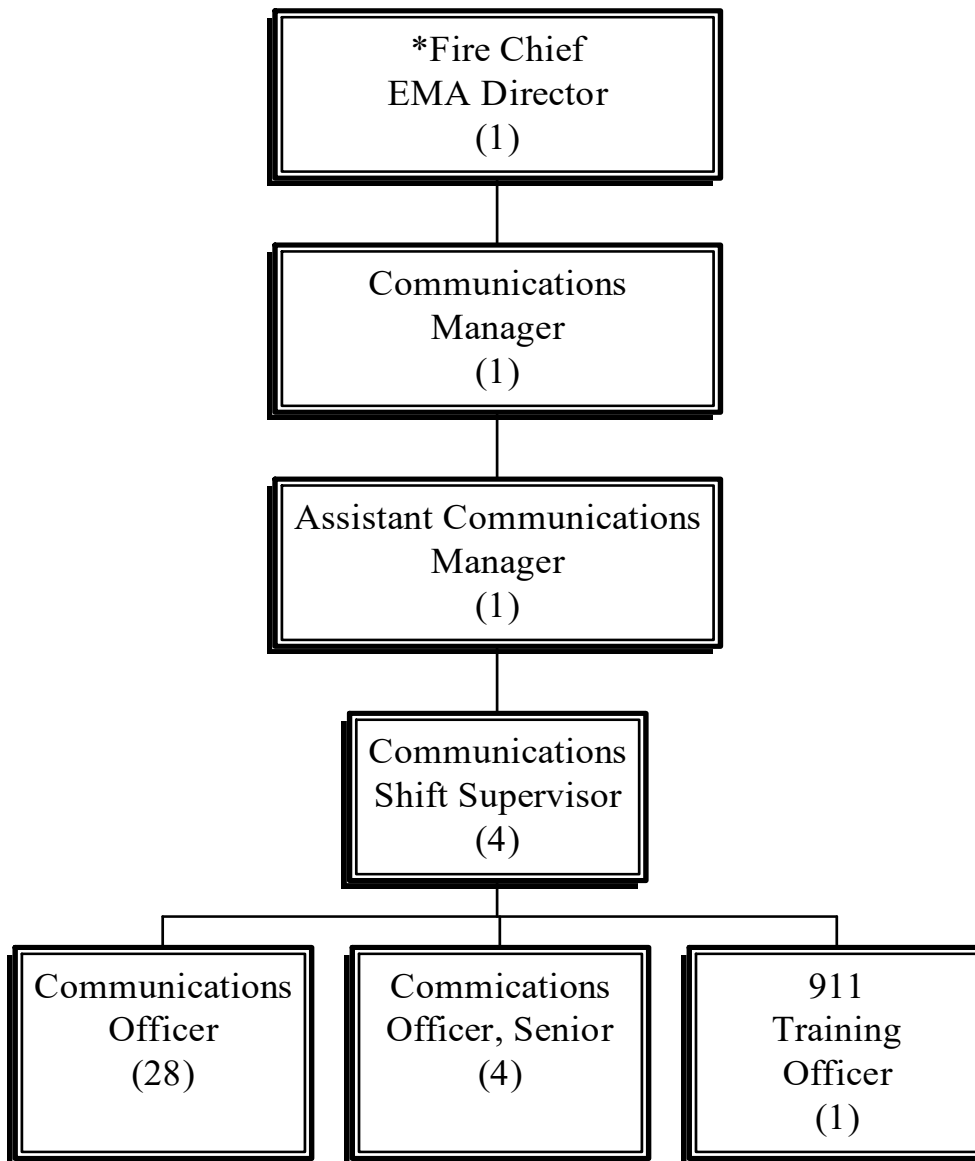 *Fire Chief
EMA Director
(1)
Communications
Manager
(1)
Assistant Communications
Manager
(1)
Communications
Shift Supervisor
(4)
Communications
Officer
(28)
Commications
Officer, Senior
(4)
911
Training
Officer
(1)